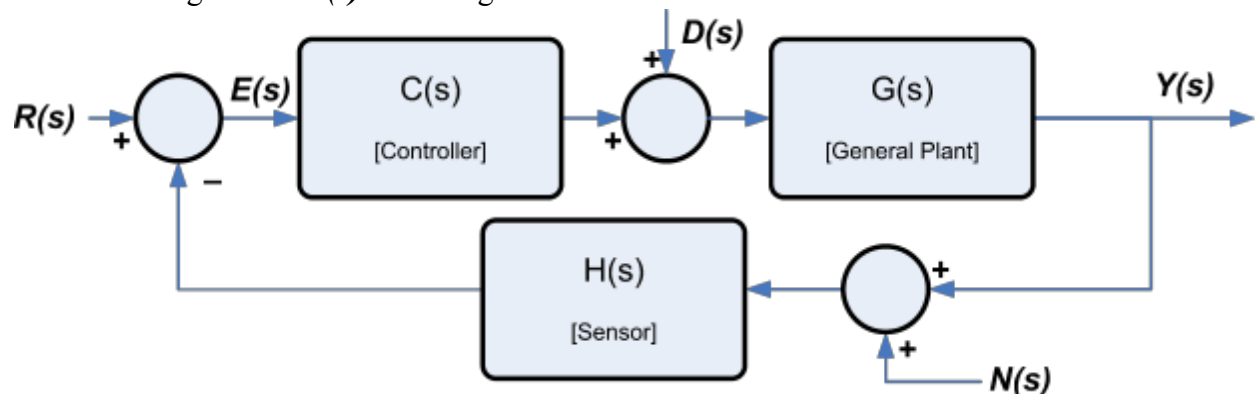 D(s)
C(s)
G(s)
E(s)
Y(s)
R(s)
+
+
+
[Controller]
[General Plant]
−
H(s)
+
[Sensor]
+
N(s)